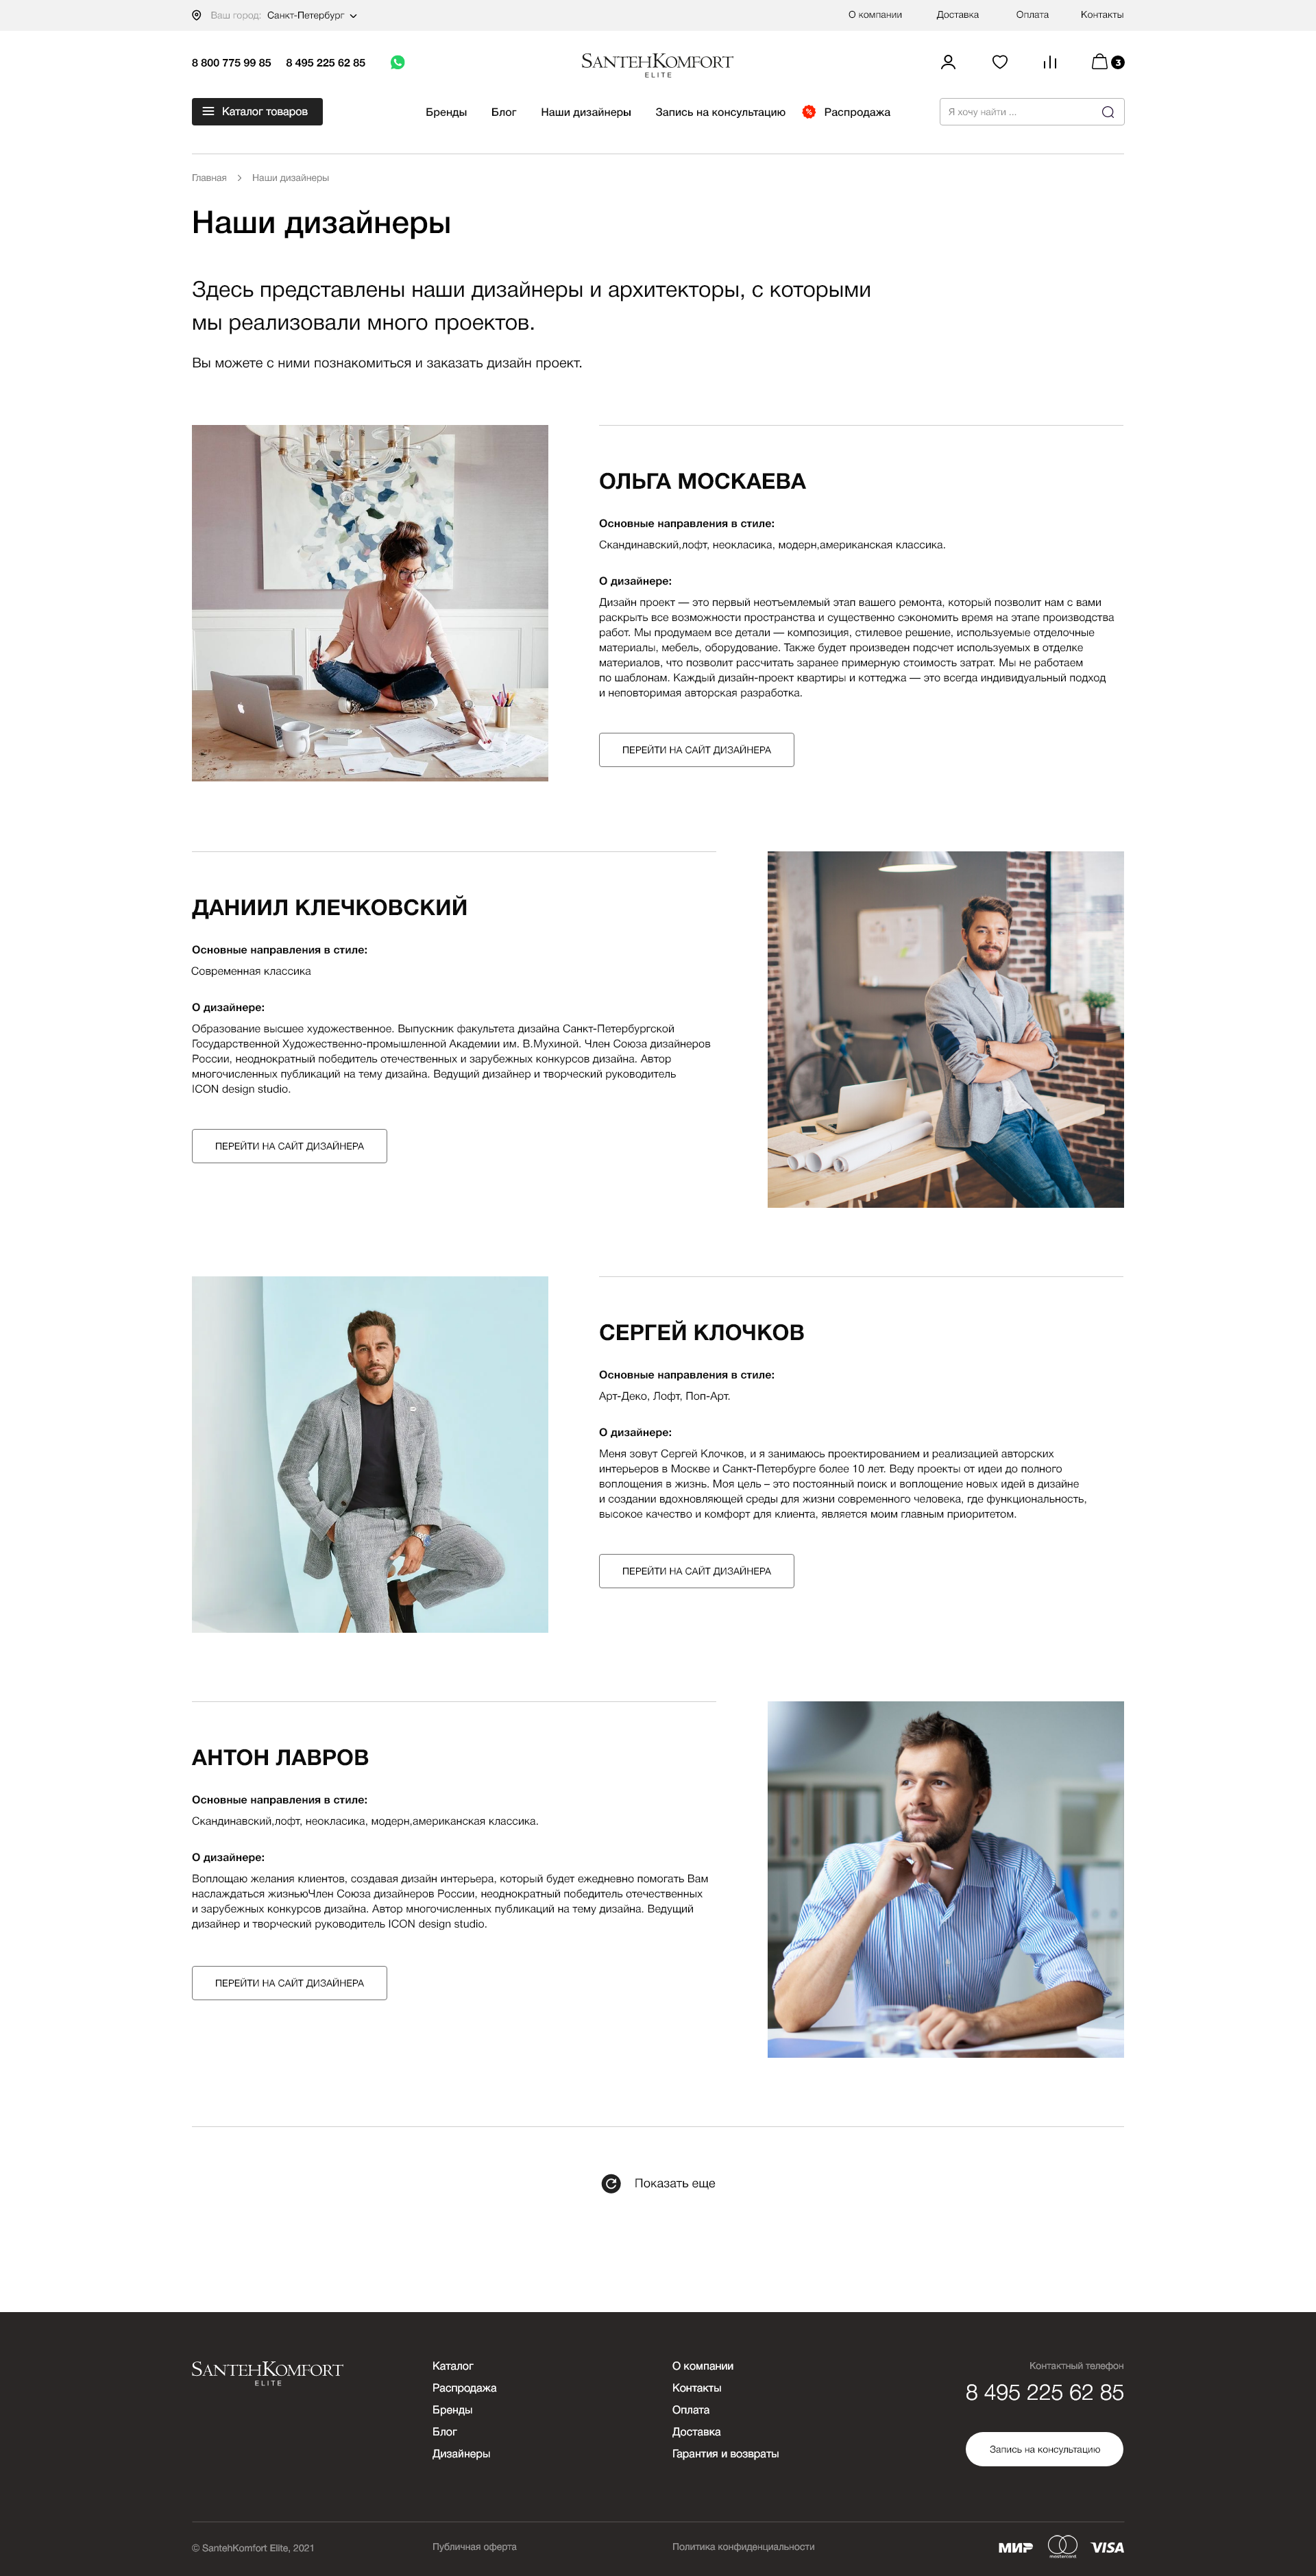 Ваш город: Санкт-Петербург
О компании Доставка Оплата Контакты
8 800 775 99 85 8 495 225 62 85
SANTEHKOMFORT
ELITE
3
Каталог товаров
Бренды Блог Наши дизайнеры Запись на консультацию % Распродажа
Я хочу найти ...
Главная > Наши дизайнеры
Наши дизайнеры
Здесь представлены наши дизайнеры и архитекторы, с которыми
мы реализовали много проектов.
Вы можете с ними познакомиться и заказать дизайн проект.
ОЛЬГА МОСКАЕВА
Основные направления в стиле:
Скандинавский,лофт, неокласика, модерн,американская классика.
О дизайнере:
Дизайн проект — это первый неотъемлемый этап вашего ремонта, который позволит нам с вами
раскрыть все возможности пространства и существенно сэкономить время на этапе производства
работ. Мы продумаем все детали — композиция, стилевое решение, используемые отделочные
материалы, мебель, оборудование. Также будет произведен подсчет используемых в отделке
материалов, что позволит рассчитать заранее примерную стоимость затрат. Мы не работаем
по шаблонам. Каждый дизайн-проект квартиры и коттеджа — это всегда индивидуальный подход
и неповторимая авторская разработка.
ПЕРЕЙТИ НА САЙТ ДИЗАЙНЕРА
ДАНИИЛ КЛЕЧКОВСКИЙ
Основные направления в стиле:
Современная классика
О дизайнере:
Образование высшее художественное. Выпускник факультета дизайна Санкт-Петербургской
Государственной Художественно-промышленной Академии им. В.Мухиной. Член Союза дизайнеров
России, неоднократный победитель отечественных и зарубежных конкурсов дизайна. Автор
многочисленных публикаций на тему дизайна. Ведущий дизайнер и творческий руководитель
ICON design studio.
ПЕРЕЙТИ НА САЙТ ДИЗАЙНЕРА
СЕРГЕЙ КЛОЧКОВ
Основные направления в стиле:
Арт-Деко, Лофт, Поп-Арт.
О дизайнере:
Меня зовут Сергей Клочков, и я занимаюсь проектированием и реализацией авторских
интерьеров в Москве и Санкт-Петербурге более 10 лет. Веду проекты от идеи до полного
воплощения в жизнь. Моя цель – это постоянный поиск и воплощение новых идей в дизайне
и создании вдохновляющей среды для жизни современного человека, где функциональность,
высокое качество и комфорт для клиента, является моим главным приоритетом.
ПЕРЕЙТИ НА САЙТ ДИЗАЙНЕРА
АНТОН ЛАВРОВ
Основные направления в стиле:
Скандинавский,лофт, неокласика, модерн,американская классика.
О дизайнере:
Воплощаю желания клиентов, создавая дизайн интерьера, который будет ежедневно помогать Вам
наслаждаться жизньюЧлен Союза дизайнеров России, неоднократный победитель отечественных
и зарубежных конкурсов дизайна. Автор многочисленных публикаций на тему дизайна. Ведущий
дизайнер и творческий руководитель ICON design studio.
ПЕРЕЙТИ НА САЙТ ДИЗАЙНЕРА
Показать еще
SANTEHKOMFORT
ELITE
Каталог
Распродажа
Бренды
Блог
Дизайнеры
О компании
Контакты
Оплата
Доставка
Гарантия и возвраты
Контактный телефон
8 495 225 62 85
Запись на консультацию
© SantehKomfort Elite, 2021
Публичная оферта
Политика конфиденциальности
МИР mastercard VISA